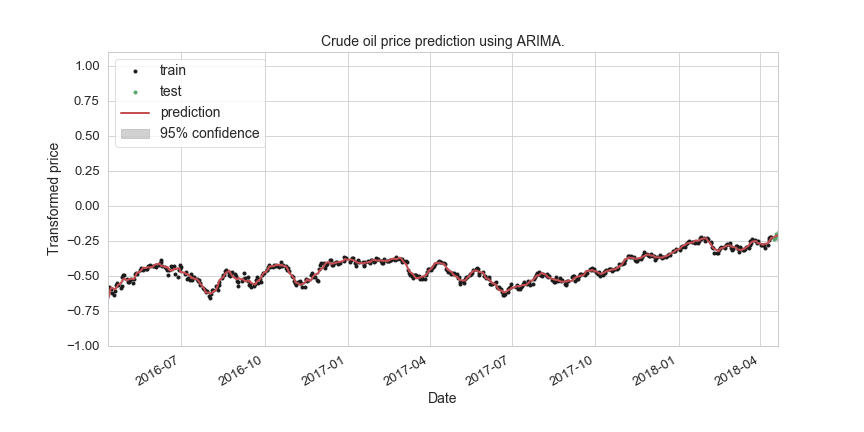 Crude oil price prediction using ARIMA.
train
test
prediction
95% confidence
Transformed price
1.00
0.75
0.50
0.25
0.00
−0.25
−0.50
−0.75
−1.00
2016-07
2016-10
2017-01
2017-04
2017-07
2017-10
2018-01
2018-04
Date